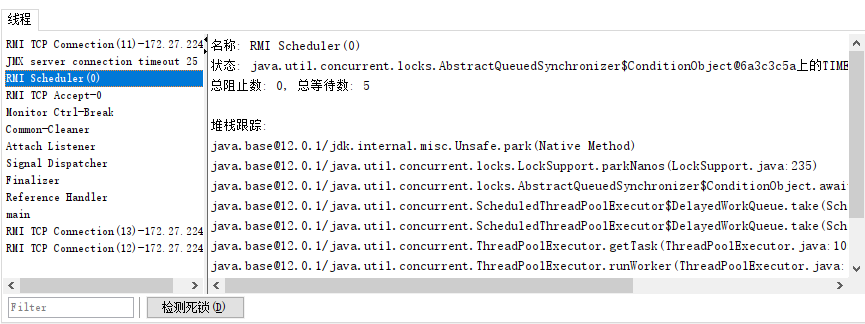 线程
RMI TCP Connection(11)-172.27.224
JMX server connection timeout 25
RMI Scheduler(0)
RMI TCP Accept-0
Monitor Ctrl-Break
Common-Cleaner
Attach Listener
Signal Dispatcher
Finalizer
Reference Handler
main
RMI TCP Connection(13)-172.27.224
RMI TCP Connection(12)-172.27.224
名称: RMI Scheduler(0)
状态: java.util.concurrent.locks.AbstractQueuedSynchronizer$ConditionObject@6a3c3c5a上的TIME
总阻止数: 0, 总等待数: 5
堆栈跟踪:
java.base@12.0.1/jdk.internal.misc.Unsafe.park(Native Method)
java.base@12.0.1/java.util.concurrent.locks.LockSupport.parkNanos(LockSupport.java:235)
java.base@12.0.1/java.util.concurrent.locks.AbstractQueuedSynchronizer$ConditionObject.awai
java.base@12.0.1/java.util.concurrent.ScheduledThreadPoolExecutor$DelayedWorkQueue.take(Sch
java.base@12.0.1/java.util.concurrent.ScheduledThreadPoolExecutor$DelayedWorkQueue.take(Sch
java.base@12.0.1/java.util.concurrent.ThreadPoolExecutor.getTask(ThreadPoolExecutor.java:10
java.base@12.0.1/java.util.concurrent.ThreadPoolExecutor.runWorker(ThreadPoolExecutor.java:
Filter
检测死锁(D)